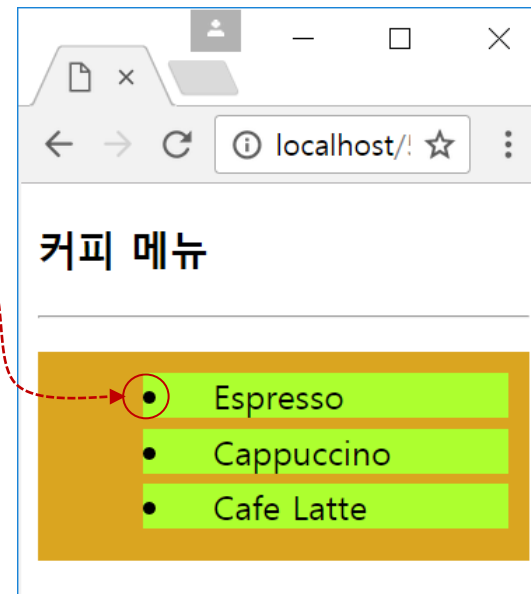 localhost/
커피 메뉴
Espresso
Cappuccino
Cafe Latte